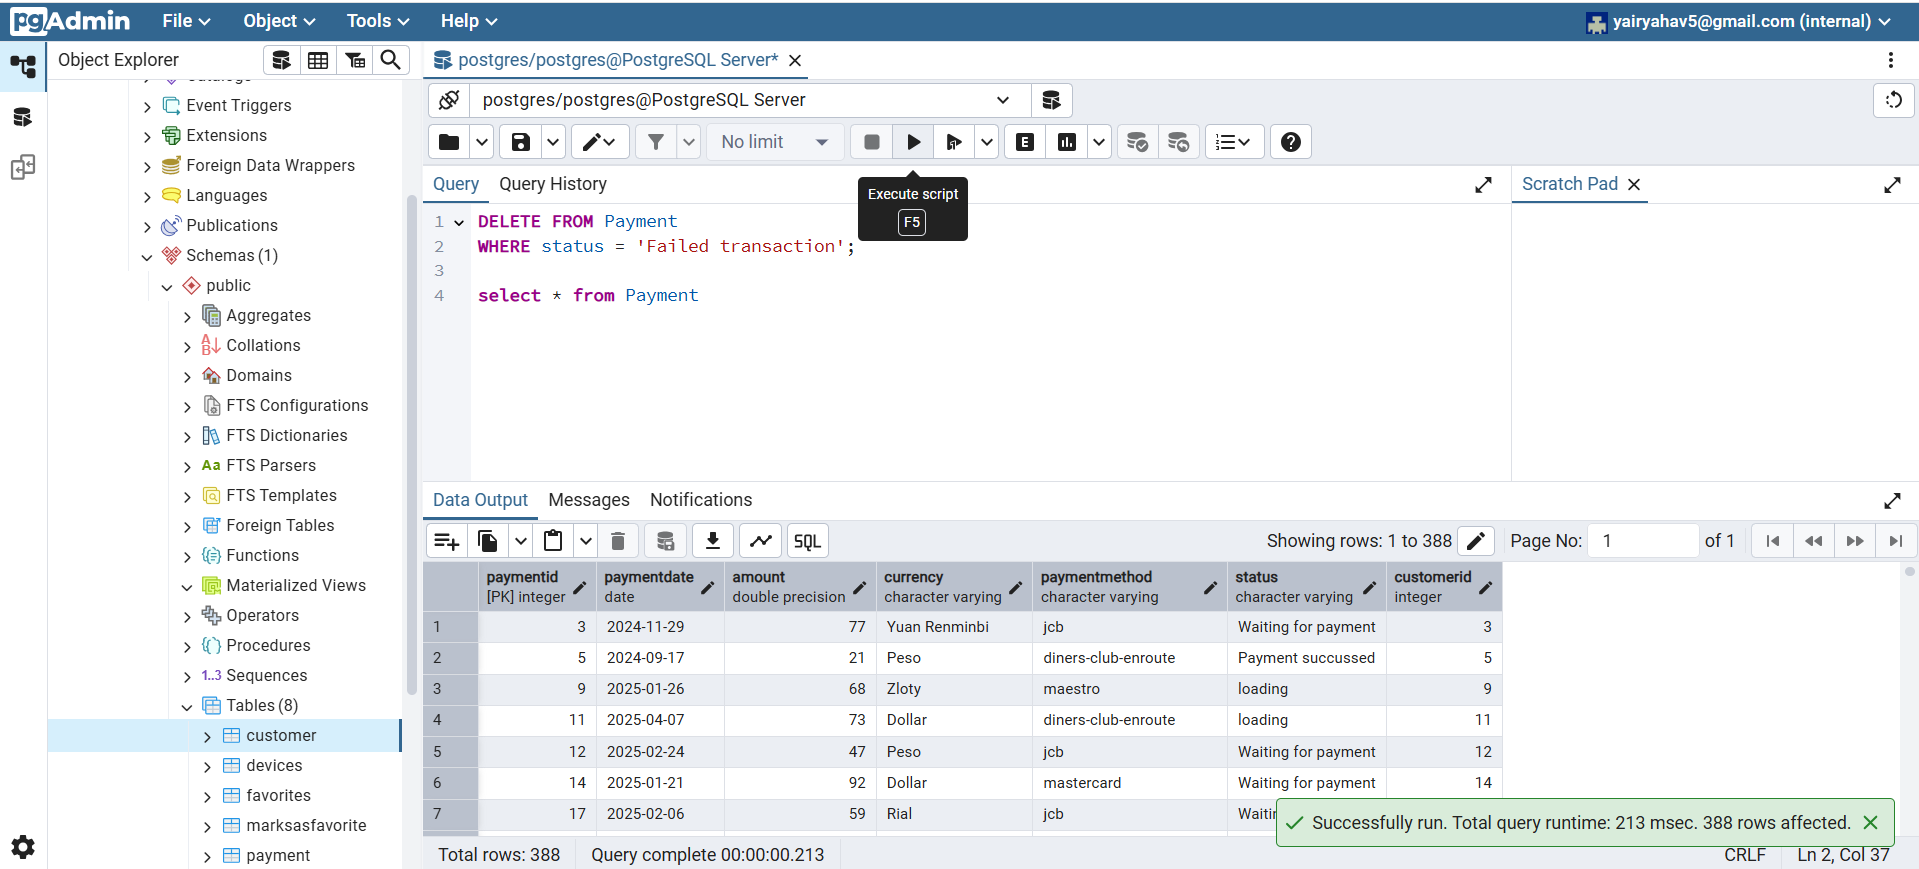 pgAdmin File Object Tools Help yairyahav5@gmail.com (internal)
Object Explorer
Event Triggers
Extensions
Foreign Data Wrappers
Languages
Publications
Schemas (1)
public
Aggregates
Collations
Domains
FTS Configurations
FTS Dictionaries
Aa FTS Parsers
FTS Templates
Foreign Tables
Functions
Materialized Views
Operators
Procedures
1..3 Sequences
Tables (8)
customer
devices
favorites
marksasfavorite
payment
postgres/postgres@PostgreSQL Server*
postgres/postgres@PostgreSQL Server
No limit
E
Query Query History
Execute script
F5
Scratch Pad
1 DELETE FROM Payment
2 WHERE status = 'Failed transaction';
3
4 select * from Payment
Data Output Messages Notifications
SQL Showing rows: 1 to 388 Page No: 1 of 1
paymentid paymentdate amount currency paymentmethod status customerid
[PK] integer date double precision character varying character varying character varying integer
1 3 2024-11-29 77 Yuan Renminbi jcb Waiting for payment 3
2 5 2024-09-17 21 Peso diners-club-enroute Payment succussed 5
3 9 2025-01-26 68 Zloty maestro loading 9
4 11 2025-04-07 73 Dollar diners-club-enroute loading 11
5 12 2025-02-24 47 Peso jcb Waiting for payment 12
6 14 2025-01-21 92 Dollar mastercard Waiting for payment 14
7 17 2025-02-06 59 Rial jcb
Successfully run. Total query runtime: 213 msec. 388 rows affected.
Total rows: 388 Query complete 00:00:00.213 CRLF Ln 2, Col 37